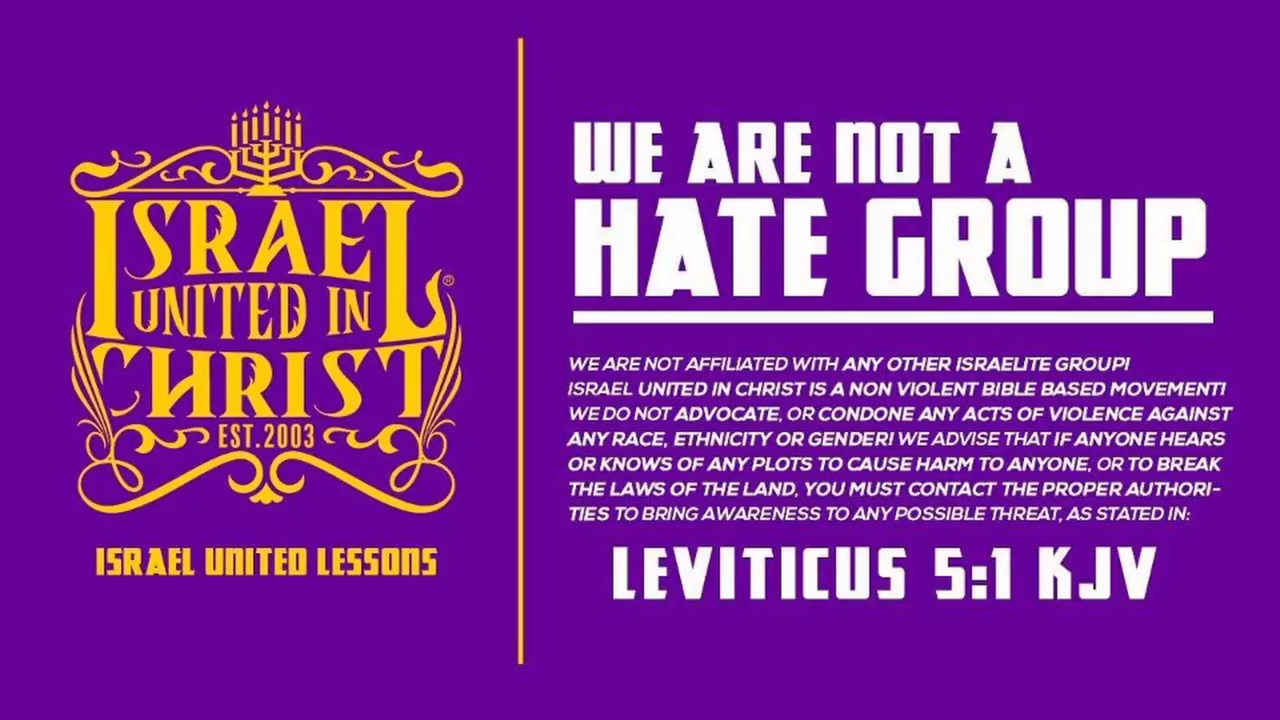 ISRAEL
UNITED IN
CHRIST
EST.2003
ISRAEL UNITED LESSONS
WE ARE NOT A
HATE GROUP
WE ARE NOT AFFILIATED WITH ANY OTHER ISRAELITE GROUP!
ISRAEL UNITED IN CHRIST IS A NON VIOLENT BIBLE BASED MOVEMENT!
WE DO NOT ADVOCATE, OR CONDONE ANY ACTS OF VIOLENCE AGAINST
ANY RACE, ETHNICITY OR GENDER! WE ADVISE THAT IF ANYONE HEARS
OR KNOWS OF ANY PLOTS TO CAUSE HARM TO ANYONE, OR TO BREAK
THE LAWS OF THE LAND, YOU MUST CONTACT THE PROPER AUTHORI-
TIES TO BRING AWARENESS TO ANY POSSIBLE THREAT, AS STATED IN:
LEVITICUS 5:1 KJV